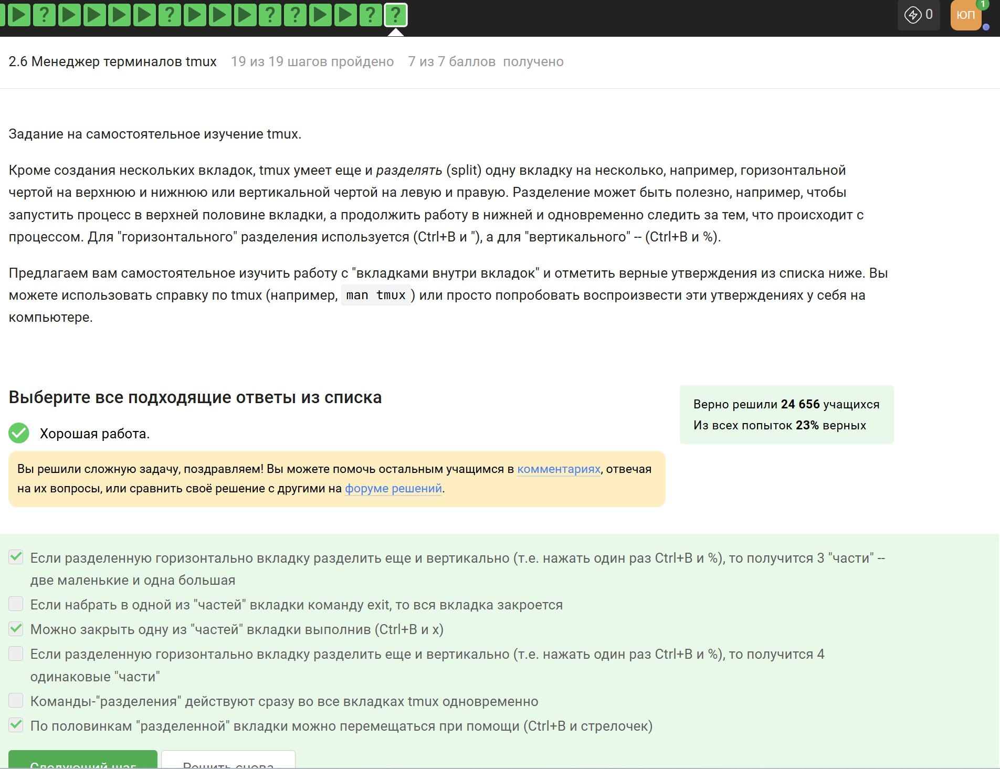 ? ? ? ? ? ?
0
ЮП
1
2.6 Менеджер терминалов tmux 19 из 19 шагов пройдено 7 из 7 баллов получено
Задание на самостоятельное изучение tmux.
Кроме создания нескольких вкладок, tmux умеет еще и разделять (split) одну вкладку на несколько, например, горизонтальной
чертой на верхнюю и нижнюю или вертикальной чертой на левую и правую. Разделение может быть полезно, например, чтобы
запустить процесс в верхней половине вкладки, а продолжить работу в нижней и одновременно следить за тем, что происходит с
процессом. Для "горизонтального" разделения используется (Ctrl+B и "), а для "вертикального" -- (Ctrl+B и %).
Предлагаем вам самостоятельное изучить работу с "вкладками внутри вкладок" и отметить верные утверждения из списка ниже. Вы
можете использовать справку по tmux (например, man tmux ) или просто попробовать воспроизвести эти утверждениях у себя на
компьютере.
Выберите все подходящие ответы из списка
Верно решили 24 656 учащихся
Из всех попыток 23% верных
Хорошая работа.
Вы решили сложную задачу, поздравляем! Вы можете помочь остальным учащимся в комментариях, отвечая
на их вопросы, или сравнить своё решение с другими на форуме решений.
Если разделенную горизонтально вкладку разделить еще и вертикально (т.е. нажать один раз Ctrl+B и %), то получится 3 "части" --
две маленькие и одна большая
Если набрать в одной из "частей" вкладки команду exit, то вся вкладка закроется
Можно закрыть одну из "частей" вкладки выполнив (Ctrl+B и x)
Если разделенную горизонтально вкладку разделить еще и вертикально (т.е. нажать один раз Ctrl+B и %), то получится 4
одинаковые "части"
Команды-"разделения" действуют сразу во все вкладках tmux одновременно
По половинкам "разделенной" вкладки можно перемещаться при помощи (Ctrl+B и стрелочек)
Следующий шаг Решить снова